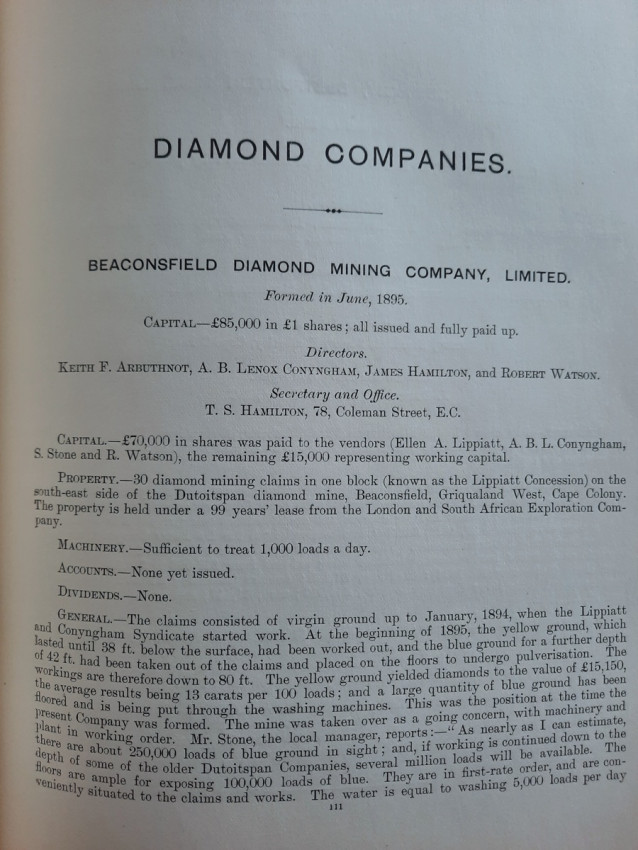 DIAMOND COMPANIES.
BEACONSFIELD DIAMOND MINING COMPANY, LIMITED.
Formed in June, 1895.
CAPITAL—£85,000 in £1 shares; all issued and fully paid up.
Directors.
KEITH F. ARBUTHNOT, A. B. LENOX CONYNGHAM, JAMES HAMILTON, and ROBERT WATSON.
Secretary and Office.
T. S. HAMILTON, 78, Coleman Street, E.C.
CAPITAL.—£70,000 in shares was paid to the vendors (Ellen A. Lippiatt, A. B. L. Conyngham,
S. Stone and R. Watson), the remaining £15,000 representing working capital.
PROPERTY.—30 diamond mining claims in one block (known as the Lippiatt Concession) on the
south-east side of the Dutoitspan diamond mine, Beaconsfield, Griqualand West, Cape Colony.
The property is held under a 99 years' lease from the London and South African Exploration Com-
pany.
MACHINERY.—Sufficient to treat 1,000 loads a day.
ACCOUNTS.—None yet issued.
DIVIDENDS.—None.
GENERAL.—The claims consisted of virgin ground up to January, 1894, when the Lippiatt
and Conyngham Syndicate started work. At the beginning of 1895, the yellow ground, which
lasted until 38 ft. below the surface, had been worked out, and the blue ground for a further depth
of 42 ft. had been taken out of the claims and placed on the floors to undergo pulverisation. The
workings are therefore down to 80 ft. The yellow ground yielded diamonds to the value of £15,150,
the average results being 13 carats per 100 loads; and a large quantity of blue ground has been
floored and is being put through the washing machines. This was the position at the time the
present Company was formed. The mine was taken over as a going concern, with machinery and
plant in working order. Mr. Stone, the local manager, reports:—"As nearly as I can estimate,
there are about 250,000 loads of blue ground in sight; and, if working is continued down to the
depth of some of the older Dutoitspan Companies, several million loads will be available. The
floors are ample for exposing 100,000 loads of blue. They are in first-rate order, and are con-
veniently situated to the claims and works. The water is equal to washing 5,000 loads per day
111